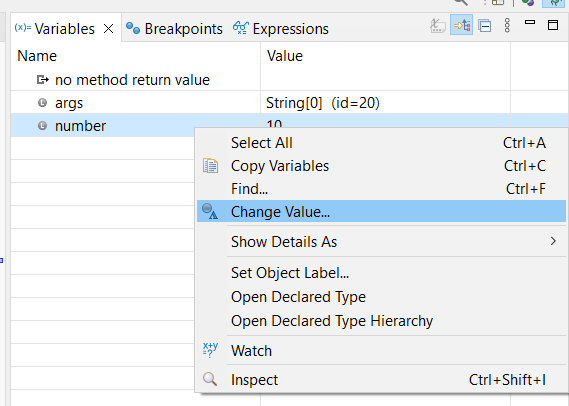 (x)= Variables Breakpoints Expressions
Name Value
no method return value
args String[0] (id=20)
number 10
Select All Ctrl+A
Copy Variables Ctrl+C
Find... Ctrl+F
Change Value...
Show Details As
Set Object Label...
Open Declared Type
Open Declared Type Hierarchy
x+y=? Watch
Inspect Ctrl+Shift+I